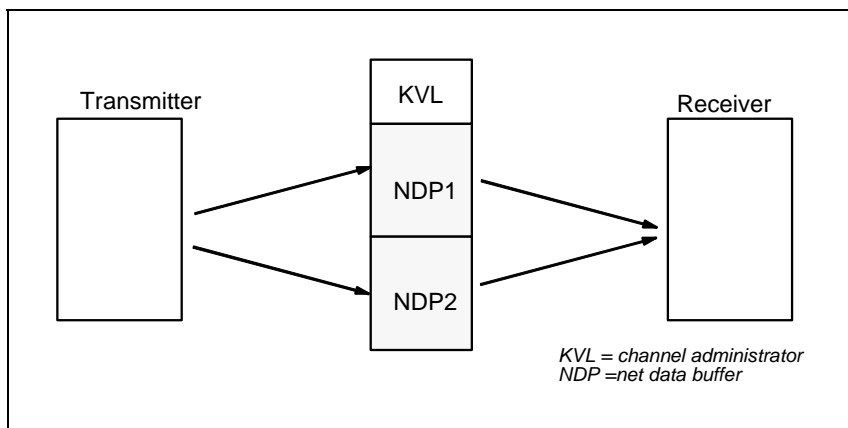 Transmitter
KVL
Receiver
NDP1
NDP2
KVL = channel administrator
NDP =net data buffer